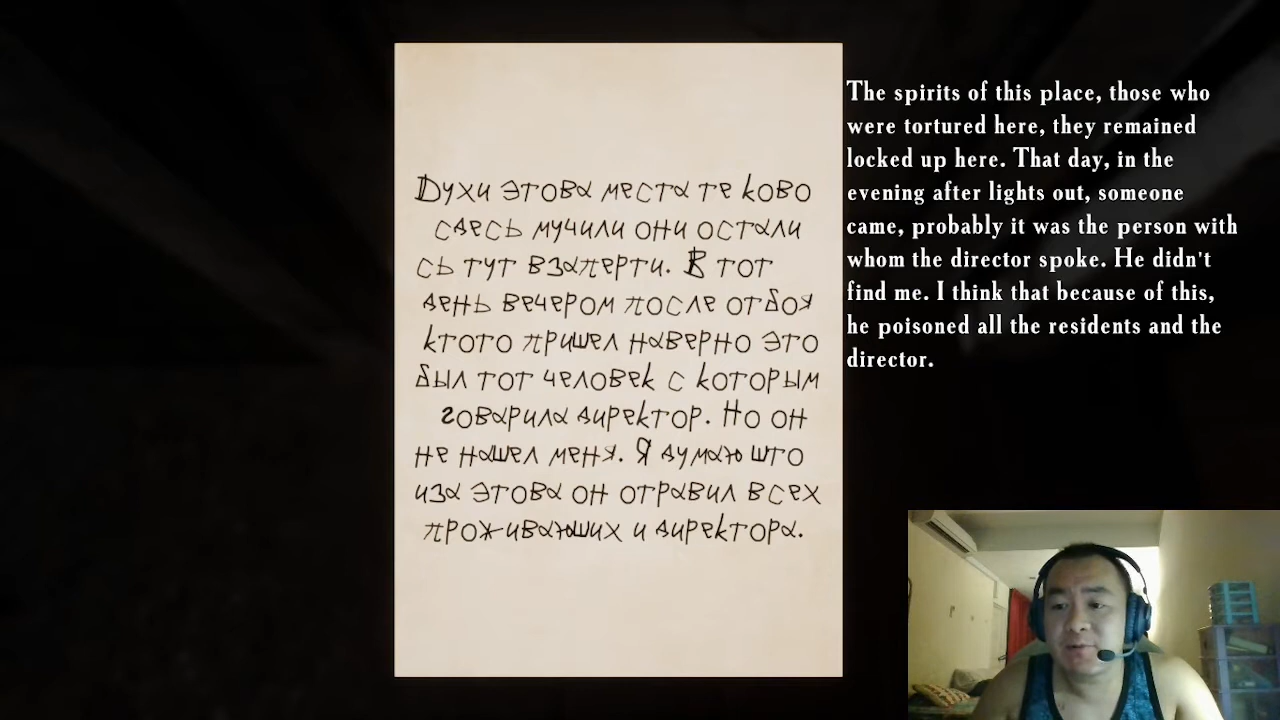 Духи этова места те ково
сдесь мучили они остали
сь тут взаперти. В тот
день вечером после отбоя
ктото пришел наверно это
был тот человек с которым
говарила директор. Но он
не нашел меня. Я думаю што
иза этова он отравил всех
проживаюших и директора.
The spirits of this place, those who
were tortured here, they remained
locked up here. That day, in the
evening after lights out, someone
came, probably it was the person with
whom the director spoke. He didn't
find me. I think that because of this,
he poisoned all the residents and the
director.